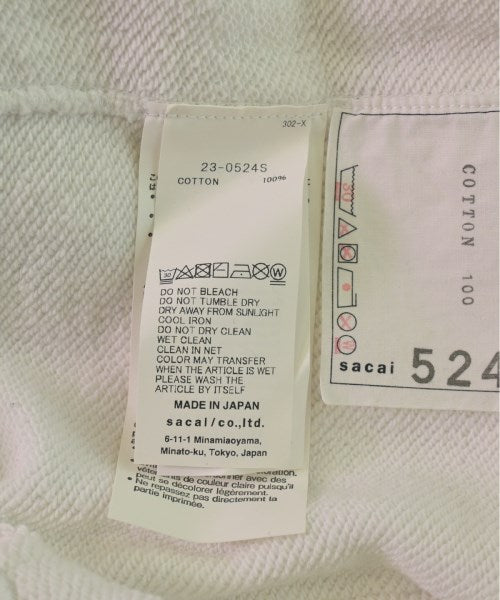 302-X
23-0524S
COTTON 100%
30
W
DO NOT BLEACH
DO NOT TUMBLE DRY
DRY AWAY FROM SUNLIGHT
COOL IRON
DO NOT DRY CLEAN
WET CLEAN
CLEAN IN NET
COLOR MAY TRANSFER
WHEN THE ARTICLE IS WET
PLEASE WASH THE
ARTICLE BY ITSELF
MADE IN JAPAN
sacai/co.,ltd.
6-11-1 Minamiaoyama,
Minato-ku, Tokyo, Japan
de couleur claire puisqu'il
peut se décolorer légèrement.
• Ne repassez pas directement la
partie imprimée.
COTTON 100
30
sacai 524